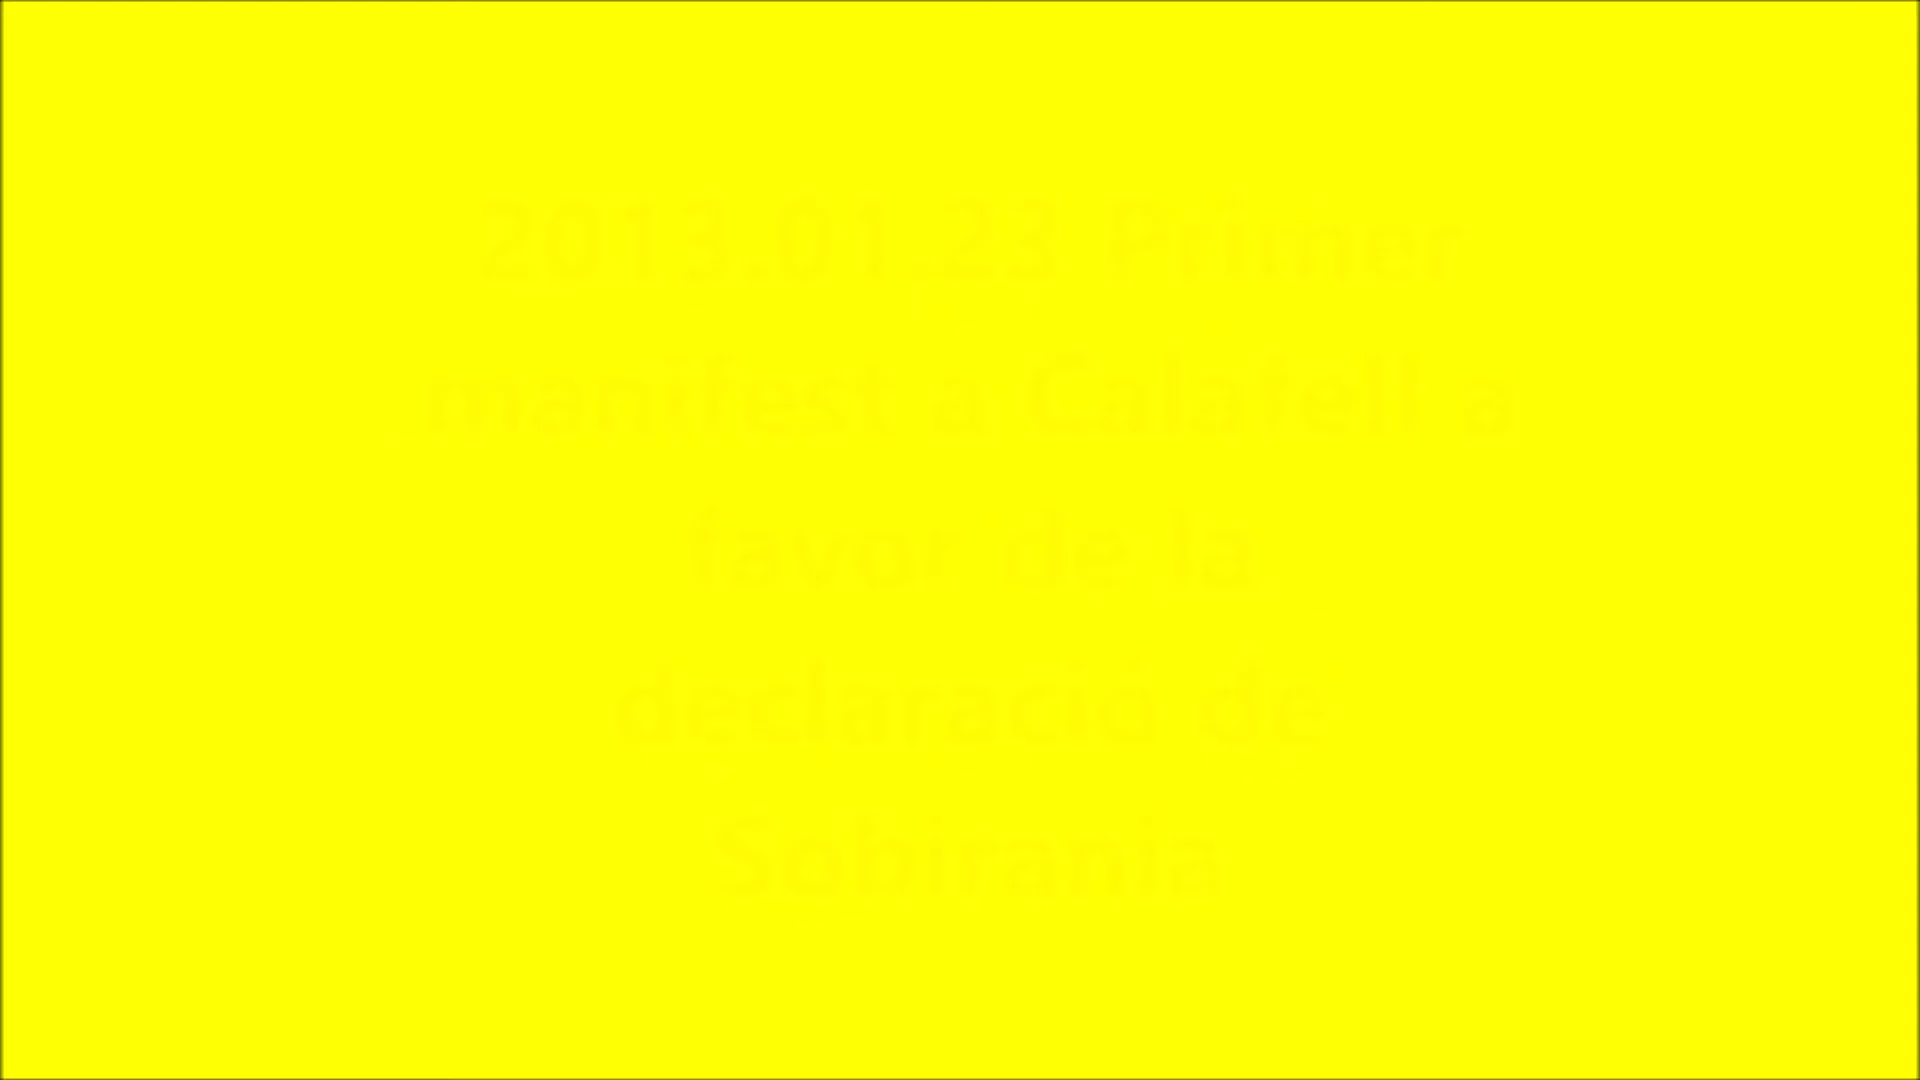 2013.01.23 Primer
manifest a Calafell a
favor de la
declaració de
Sobirania